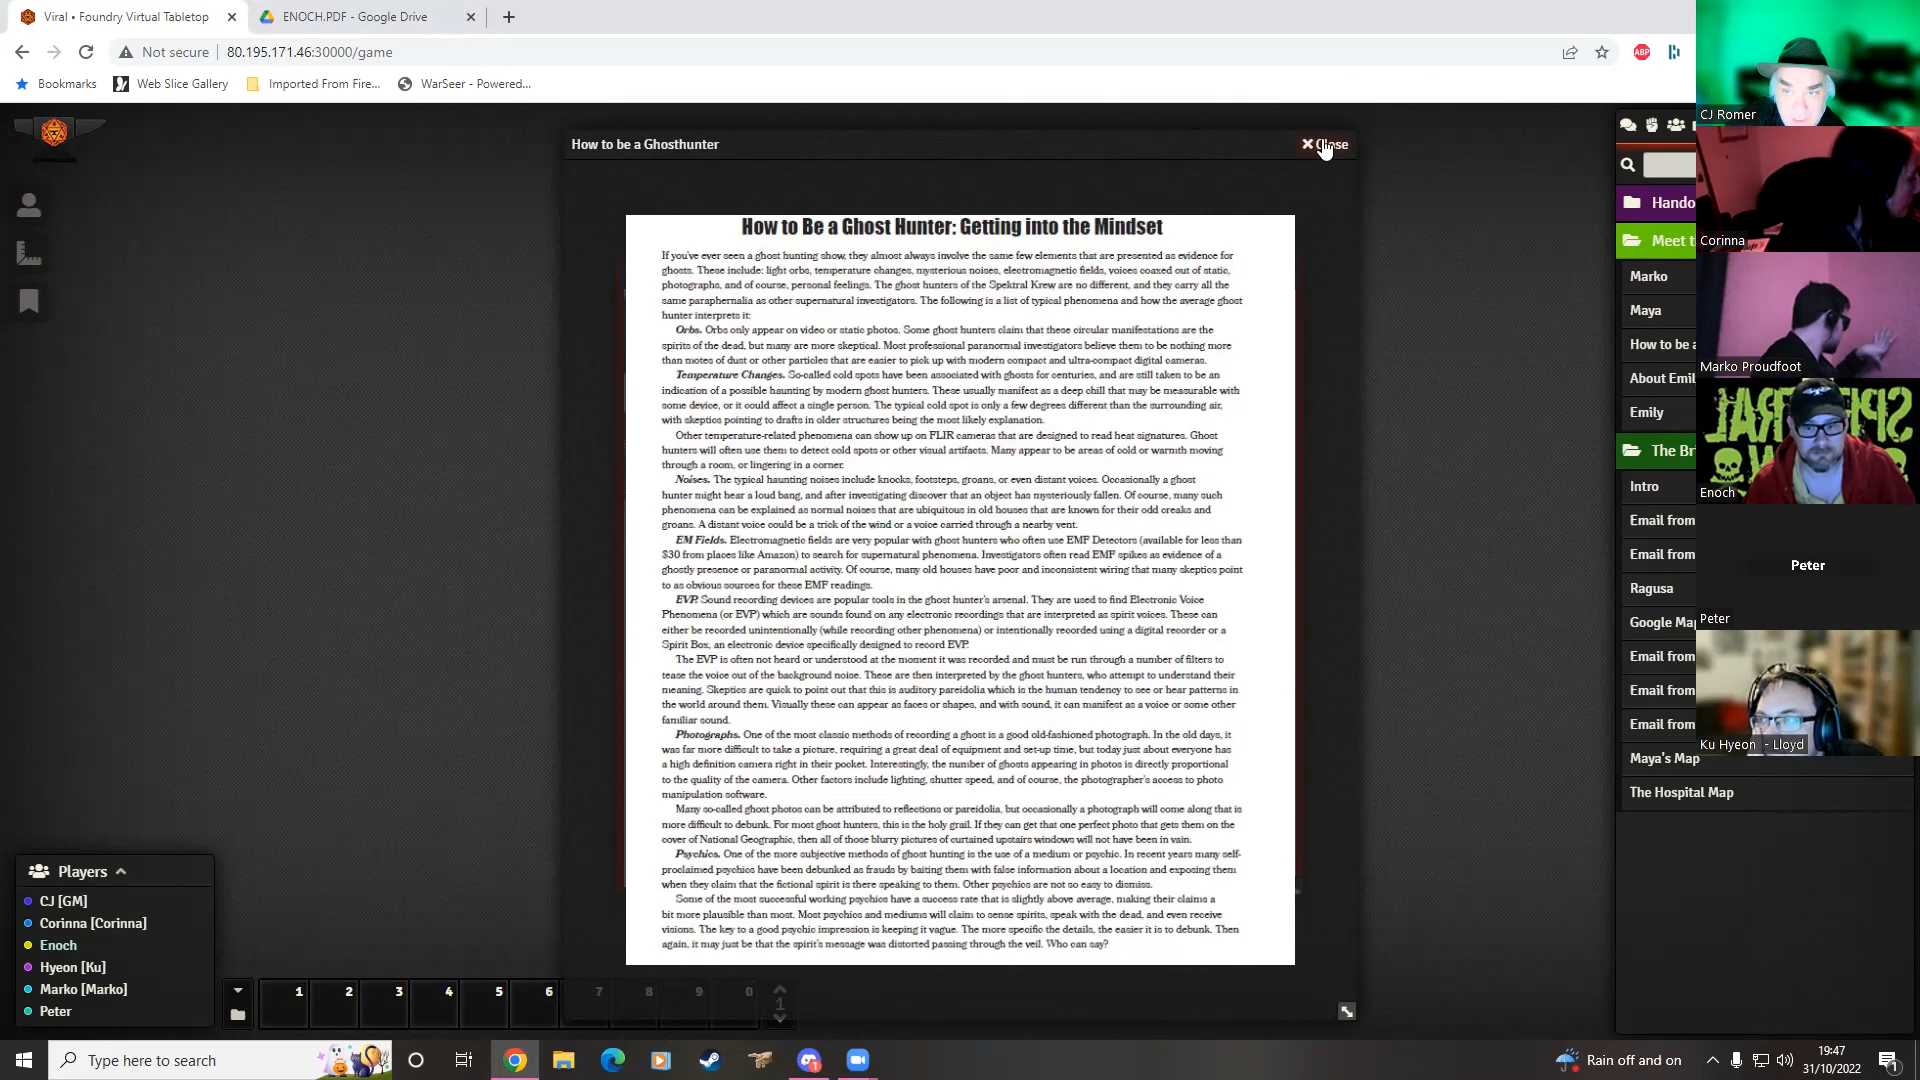 Viral • Foundry Virtual Tabletop
ENOCH.PDF - Google Drive
Not secure
80.195.171.46:30000/game
ABP
Bookmarks
Web Slice Gallery
Imported From Fire...
WarSeer - Powered...
How to be a Ghosthunter
Close
How to Be a Ghost Hunter: Getting into the Mindset
If you've ever seen a ghost hunting show, they almost always involve the same few elements that are presented as evidence for
ghosts. These include: light orbs, temperature changes, mysterious noises, electromagnetic fields, voices coaxed out of static,
photographs, and of course, personal feelings. The ghost hunters of the Spektral Krew are no different, and they carry all the
same paraphernalia as other supernatural investigators. The following is a list of typical phenomena and how the average ghost
hunter interprets it:
Orbs. Orbs only appear on video or static photos. Some ghost hunters claim that these circular manifestations are the
spirits of the dead, but many are more skeptical. Most professional paranormal investigators believe them to be nothing more
than motes of dust or other particles that are easier to pick up with modern compact and ultra-compact digital cameras.
Temperature Changes. So-called cold spots have been associated with ghosts for centuries, and are still taken to be an
indication of a possible haunting by modern ghost hunters. These usually manifest as a deep chill that may be measurable with
some device, or it could affect a single person. The typical cold spot is only a few degrees different than the surrounding air,
with skeptics pointing to drafts in older structures being the most likely explanation.
Other temperature-related phenomena can show up on FLIR cameras that are designed to read heat signatures. Ghost
hunters will often use them to detect cold spots or other visual artifacts. Many appear to be areas of cold or warmth moving
through a room, or lingering in a corner.
Noises. The typical haunting noises include knocks, footsteps, groans, or even distant voices. Occasionally a ghost
hunter might hear a loud bang, and after investigating discover that an object has mysteriously fallen. Of course, many such
phenomena can be explained as normal noises that are ubiquitous in old houses that are known for their odd creaks and
groans. A distant voice could be a trick of the wind or a voice carried through a nearby vent.
EM Fields. Electromagnetic fields are very popular with ghost hunters who often use EMF Detectors (available for less than
$30 from places like Amazon) to search for supernatural phenomena. Investigators often read EMF spikes as evidence of a
ghostly presence or paranormal activity. Of course, many old houses have poor and inconsistent wiring that many skeptics point
to as obvious sources for these EMF readings.
EVP. Sound recording devices are popular tools in the ghost hunter's arsenal. They are used to find Electronic Voice
Phenomena (or EVP) which are sounds found on any electronic recordings that are interpreted as spirit voices. These can
either be recorded unintentionally (while recording other phenomena) or intentionally recorded using a digital recorder or a
Spirit Box, an electronic device specifically designed to record EVP.
The EVP is often not heard or understood at the moment it was recorded and must be run through a number of filters to
tease the voice out of the background noise. These are then interpreted by the ghost hunters, who attempt to understand their
meaning. Skeptics are quick to point out that this is auditory pareidolia which is the human tendency to see or hear patterns in
the world around them. Visually these can appear as faces or shapes, and with sound, it can manifest as a voice or some other
familiar sound.
Photographs. One of the most classic methods of recording a ghost is a good old-fashioned photograph. In the old days, it
was far more difficult to take a picture, requiring a great deal of equipment and set-up time, but today just about everyone has
a high definition camera right in their pocket. Interestingly, the number of ghosts appearing in photos is directly proportional
to the quality of the camera. Other factors include lighting, shutter speed, and of course, the photographer's access to photo
manipulation software.
Many so-called ghost photos can be attributed to reflections or pareidolia, but occasionally a photograph will come along that is
more difficult to debunk. For most ghost hunters, this is the holy grail. If they can get that one perfect photo that gets them on the
cover of National Geographic, then all of those blurry pictures of curtained upstairs windows will not have been in vain.
Psychics. One of the more subjective methods of ghost hunting is the use of a medium or psychic. In recent years many self-
proclaimed psychics have been debunked as frauds by baiting them with false information about a location and exposing them
when they claim that the fictional spirit is there speaking to them. Other psychics are not so easy to dismiss.
Some of the most successful working psychics have a success rate that is slightly above average, making their claims a
bit more plausible than most. Most psychics and mediums will claim to sense spirits, speak with the dead, and even receive
visions. The key to a good psychic impression is keeping it vague. The more specific the details, the easier it is to debunk. Then
again, it may just be that the spirit's message was distorted passing through the veil. Who can say?
Players
CJ [GM]
Corinna [Corinna]
Enoch
Hyeon [Ku]
Marko [Marko]
Peter
1 2 3 4 5 6 7 8 9 0
1
Hando
Meet t
Marko
Maya
How to be a
About Emil
Emily
The Bri
Intro
Email from
Email from
Ragusa
Google Map
Email from
Email from
Email from
Maya's Map
The Hospital Map
CJ Romer
Corinna
Marko Proudfoot
Enoch
Peter
Peter
Ku Hyeon - Lloyd
Type here to search
1
Rain off and on
19:47
31/10/2022
1